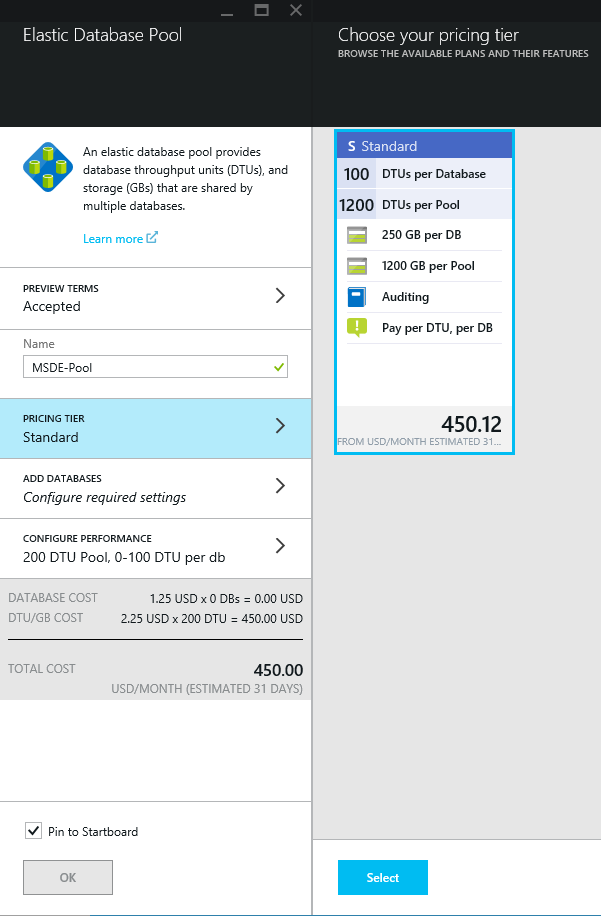 Elastic Database Pool
An elastic database pool provides
database throughput units (DTUs), and
storage (GBs) that are shared by
multiple databases.
Learn more
PREVIEW TERMS
Accepted
Name
MSDE-Pool
PRICING TIER
Standard
ADD DATABASES
Configure required settings
CONFIGURE PERFORMANCE
200 DTU Pool, 0-100 DTU per db
DATABASE COST 1.25 USD x 0 DBs = 0.00 USD
DTU/GB COST 2.25 USD x 200 DTU = 450.00 USD
TOTAL COST 450.00
USD/MONTH (ESTIMATED 31 DAYS)
Pin to Startboard
OK
Choose your pricing tier
BROWSE THE AVAILABLE PLANS AND THEIR FEATURES
S Standard
100 DTUs per Database
1200 DTUs per Pool
250 GB per DB
1200 GB per Pool
Auditing
Pay per DTU, per DB
450.12
FROM USD/MONTH ESTIMATED 31...
Select